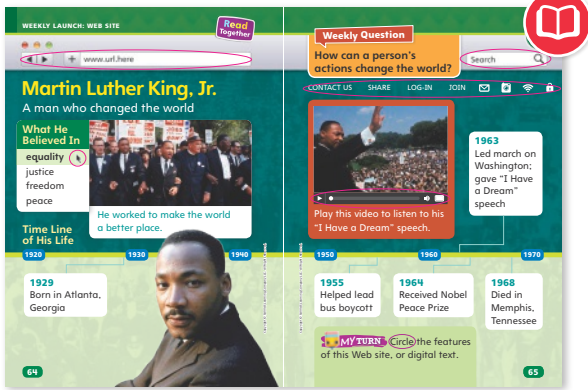 WEEKLY LAUNCH: WEB SITE
Read
Together
www.url.here
Martin Luther King, Jr.
A man who changed the world
What He
Believed In
equality
justice
freedom
peace
He worked to make the world
a better place.
Time Line
of His Life
1920
1930
1940
1929
Born in Atlanta,
Georgia
64
Weekly Question
How can a person's
actions change the world?
Search
CONTACT US
SHARE
LOG-IN
JOIN
Play this video to listen to his
"I Have a Dream" speech.
1963
Led march on
Washington;
gave "I Have
a Dream"
speech
1950
1960
1970
1955
Helped lead
bus boycott
1964
Received Nobel
Peace Prize
1968
Died in
Memphis,
Tennessee
MY TURN Circle the features
of this Web site, or digital text.
65